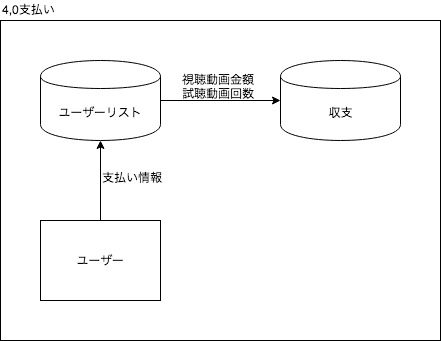 4,0支払い
視聴動画金額
試聴動画回数
ユーザーリスト
収支
支払い情報
ユーザー